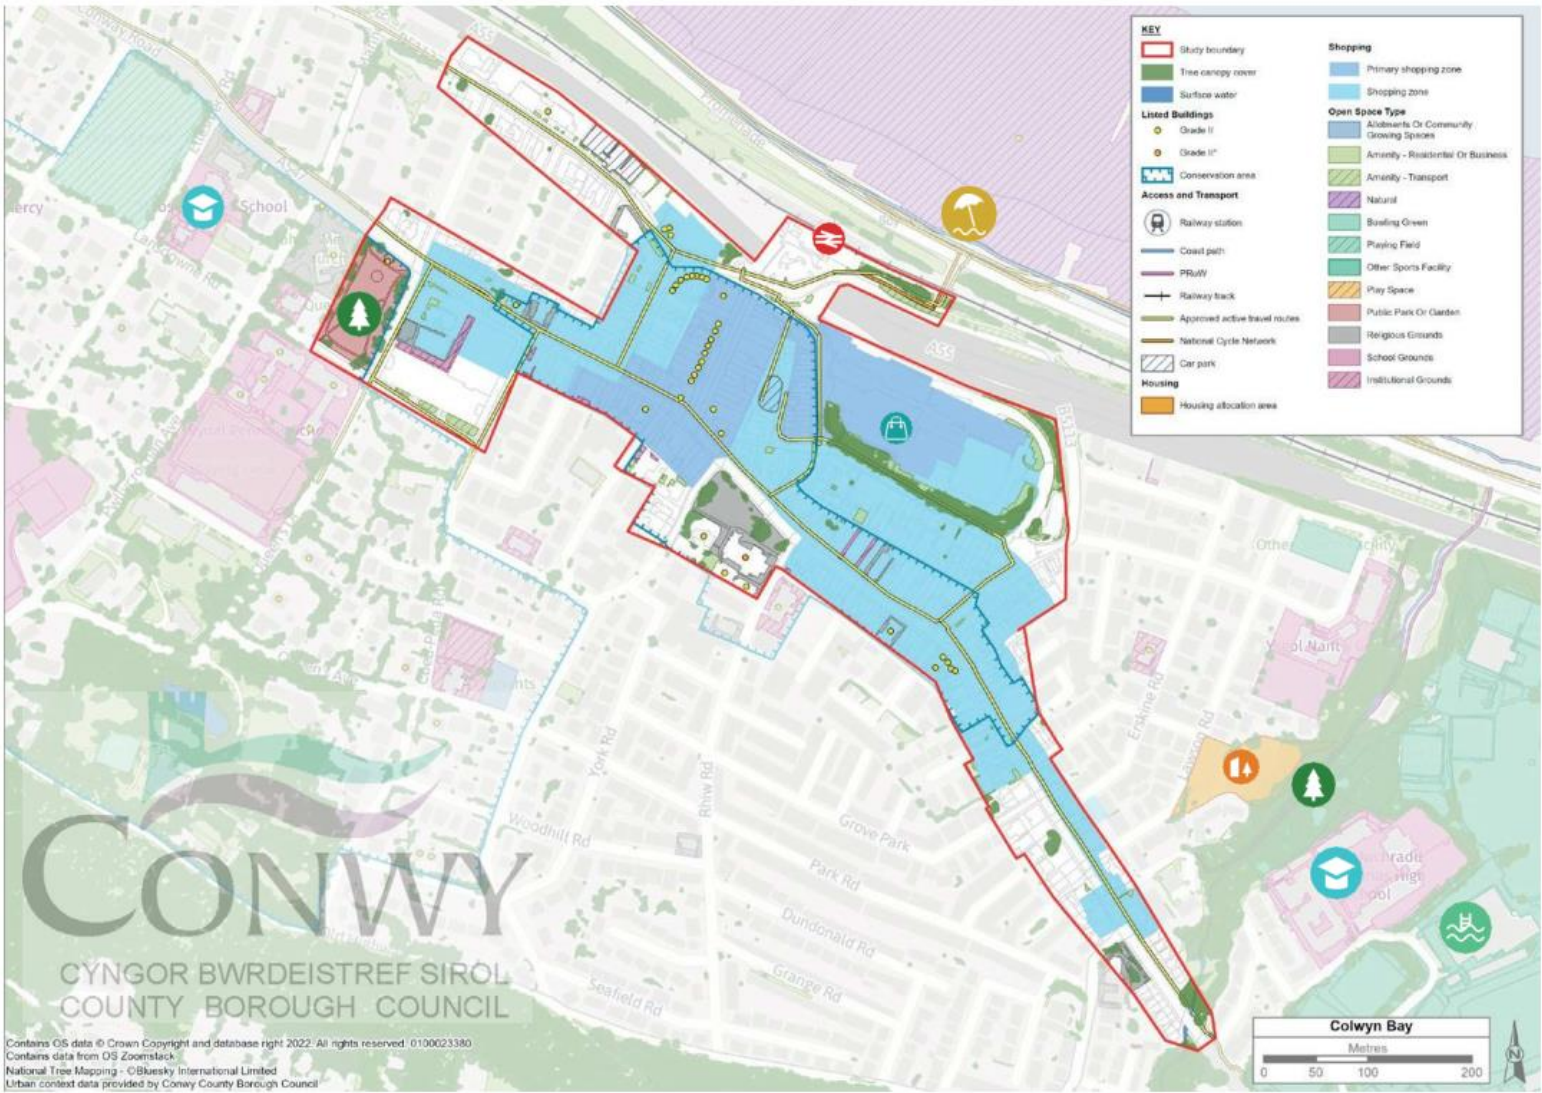 Conway Road
A55
Promenade
School
Lansdowne Rd
A55
B5113
KEY
Study boundary
Tree canopy cover
Surface water
Listed Buildings
Grade II
Grade II*
Conservation area
Access and Transport
Railway station
Coast path
PRoW
Railway track
Approved active travel routes
National Cycle Network
Car park
Housing
Housing allocation area
Shopping
Primary shopping zone
Shopping zone
Open Space Type
Allotments Or Community
Growing Spaces
Amenity - Residential Or Business
Amenity - Transport
Natural
Bowling Green
Playing Field
Other Sports Facility
Play Space
Public Park Or Garden
Religious Grounds
School Grounds
Institutional Grounds
Erskine Rd
York Rd
Rhiw Rd
Woodhill Rd
Grove Park
Park Rd
Dundonald Rd
Grange Rd
Seafield Rd
CONWY
CYNGOR BWRDEISTREF SIROL
COUNTY BOROUGH COUNCIL
Contains OS data © Crown Copyright and database right 2022. All rights reserved. 0100023380
Contains data from OS Zoomstack
National Tree Mapping - ©Bluesky International Limited
Urban context data provided by Conwy County Borough Council
Colwyn Bay
Metres
0 50 100 200
N